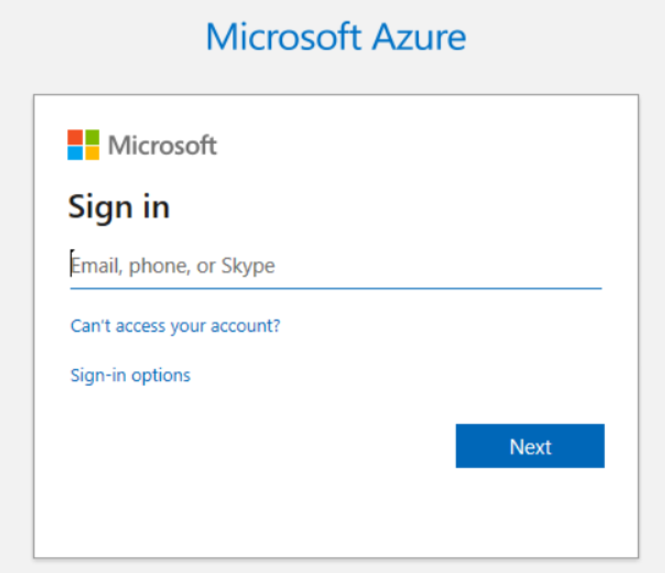 Microsoft Azure
Microsoft
Sign in
Email, phone, or Skype
Can't access your account?
Sign-in options
Next